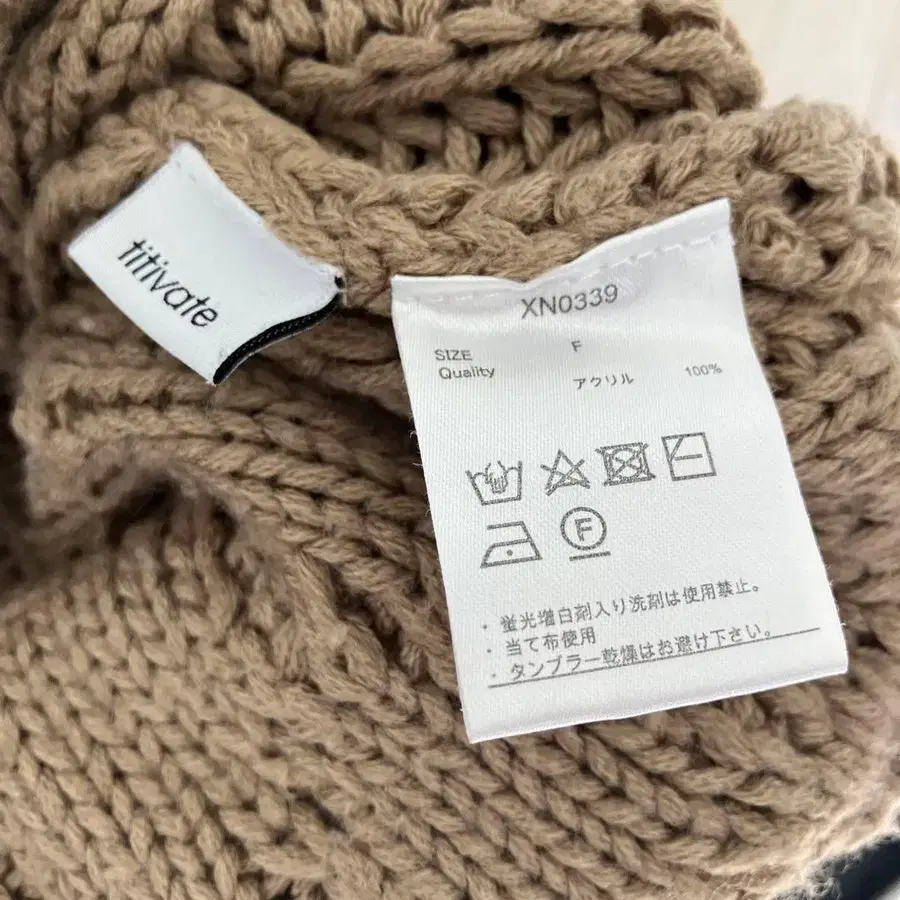 titivate
XN0339
SIZE F
Quality アクリル 100%
F
・蛍光増白剤入り洗剤は使用禁止。
・当て布使用
・タンブラー乾燥はお避け下さい。